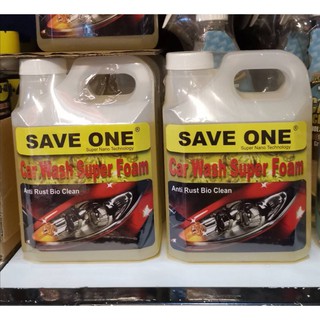 SAVE ONE®
Super Nano Technology
Car Wash Super Foam
Anti Rust Bio Clean
SAVE ONE®
Super Nano Technology
Car Wash Super Foam
Anti Rust Bio Clean